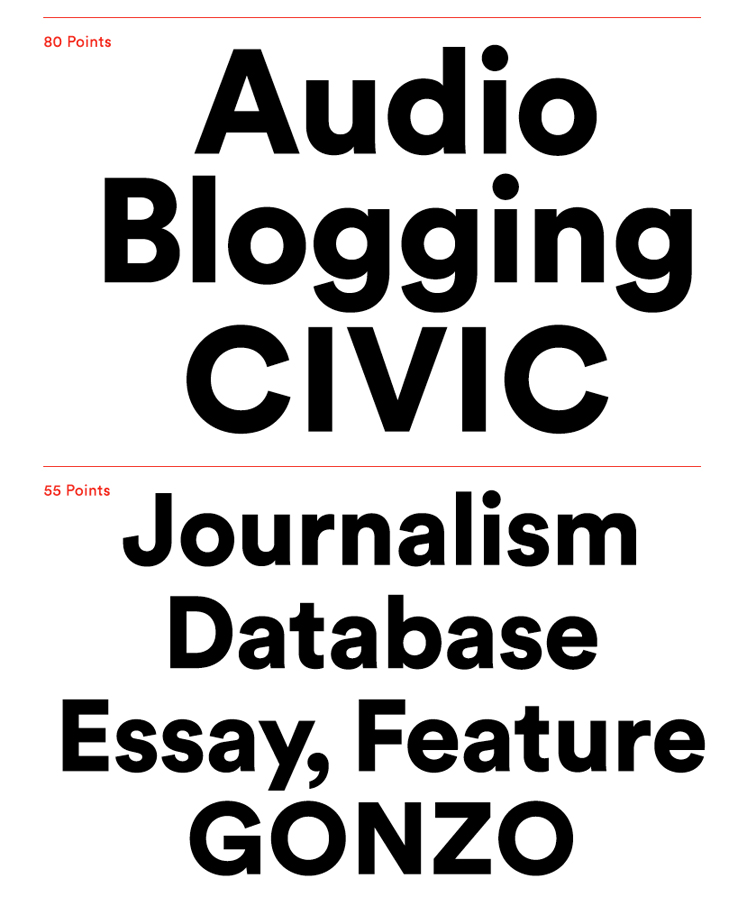 80 Points
Audio
Blogging
CIVIC
55 Points
Journalism
Database
Essay, Feature
GONZO